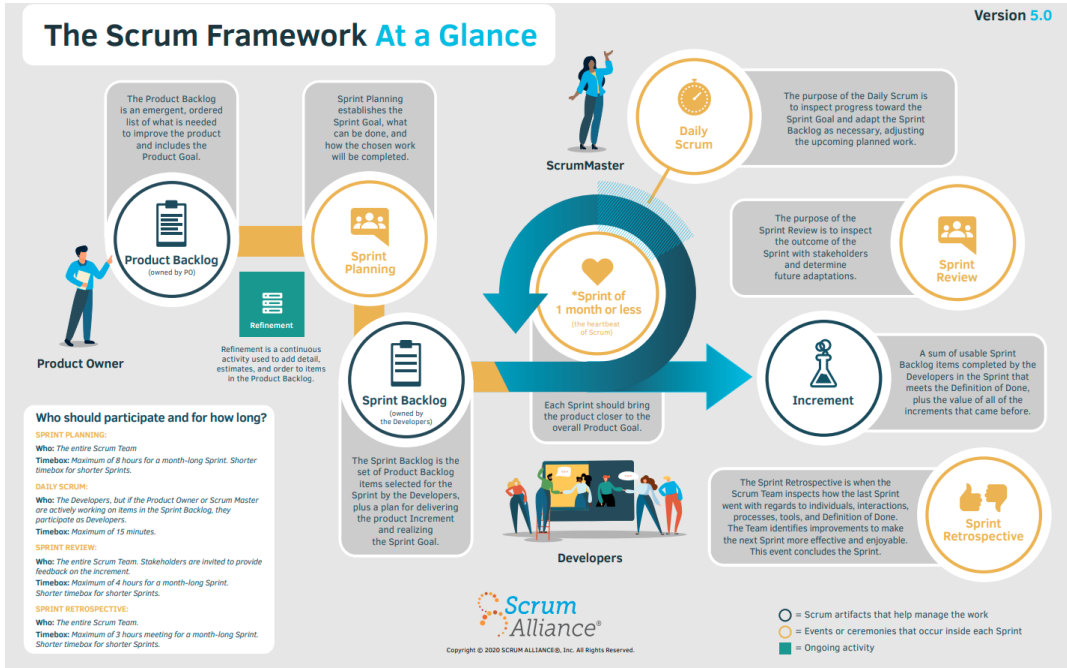 The Scrum Framework At a Glance
Version 5.0
The Product Backlog
is an emergent, ordered
list of what is needed
to improve the product
and includes the
Product Goal.
Product Backlog
(owned by PO)
Product Owner
Sprint Planning
establishes the
Sprint Goal, what
can be done, and
how the chosen work
will be completed.
Sprint
Planning
Refinement
Refinement is a continuous
activity used to add detail,
estimates, and order to items
in the Product Backlog.
Sprint Backlog
(owned by
the Developers)
The Sprint Backlog is the
set of Product Backlog
items selected for the
Sprint by the Developers,
plus a plan for delivering
the product Increment
and realizing
the Sprint Goal.
ScrumMaster
Daily
Scrum
The purpose of the Daily Scrum is
to inspect progress toward the
Sprint Goal and adapt the Sprint
Backlog as necessary, adjusting
the upcoming planned work.
*Sprint of
1 month or less
(the heartbeat
of Scrum)
Each Sprint should bring
the product closer to the
overall Product Goal.
Developers
The purpose of the
Sprint Review is to inspect
the outcome of the
Sprint with stakeholders
and determine
future adaptations.
Sprint
Review
Increment
A sum of usable Sprint
Backlog items completed by the
Developers in the Sprint that
meets the Definition of Done,
plus the value of all of the
increments that came before.
The Sprint Retrospective is when the
Scrum Team inspects how the last Sprint
went with regards to individuals, interactions,
processes, tools, and Definition of Done.
The Team identifies improvements to make
the next Sprint more effective and enjoyable.
This event concludes the Sprint.
Sprint
Retrospective
Who should participate and for how long?
SPRINT PLANNING:
Who: The entire Scrum Team
Timebox: Maximum of 8 hours for a month-long Sprint. Shorter
timebox for shorter Sprints.
DAILY SCRUM:
Who: The Developers, but if the Product Owner or Scrum Master
are actively working on items in the Sprint Backlog, they
participate as Developers.
Timebox: Maximum of 15 minutes.
SPRINT REVIEW:
Who: The entire Scrum Team. Stakeholders are invited to provide
feedback on the increment.
Timebox: Maximum of 4 hours for a month-long Sprint.
Shorter timebox for shorter Sprints.
SPRINT RETROSPECTIVE:
Who: The entire Scrum Team.
Timebox: Maximum of 3 hours meeting for a month-long Sprint.
Shorter timebox for shorter Sprints.
Scrum
Alliance®
Copyright © 2020 SCRUM ALLIANCE®, Inc. All Rights Reserved.
= Scrum artifacts that help manage the work
= Events or ceremonies that occur inside each Sprint
= Ongoing activity